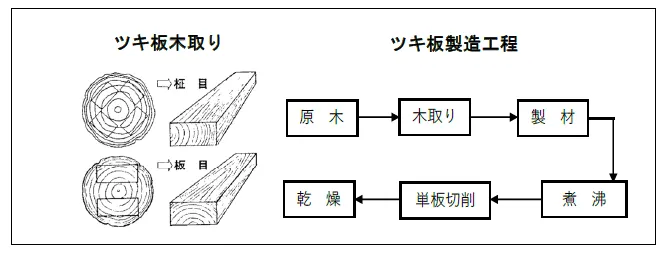 ツキ板木取り
柾 目
板 目
ツキ板製造工程
原 木
木取り
製 材
煮 沸
単板切削
乾 燥